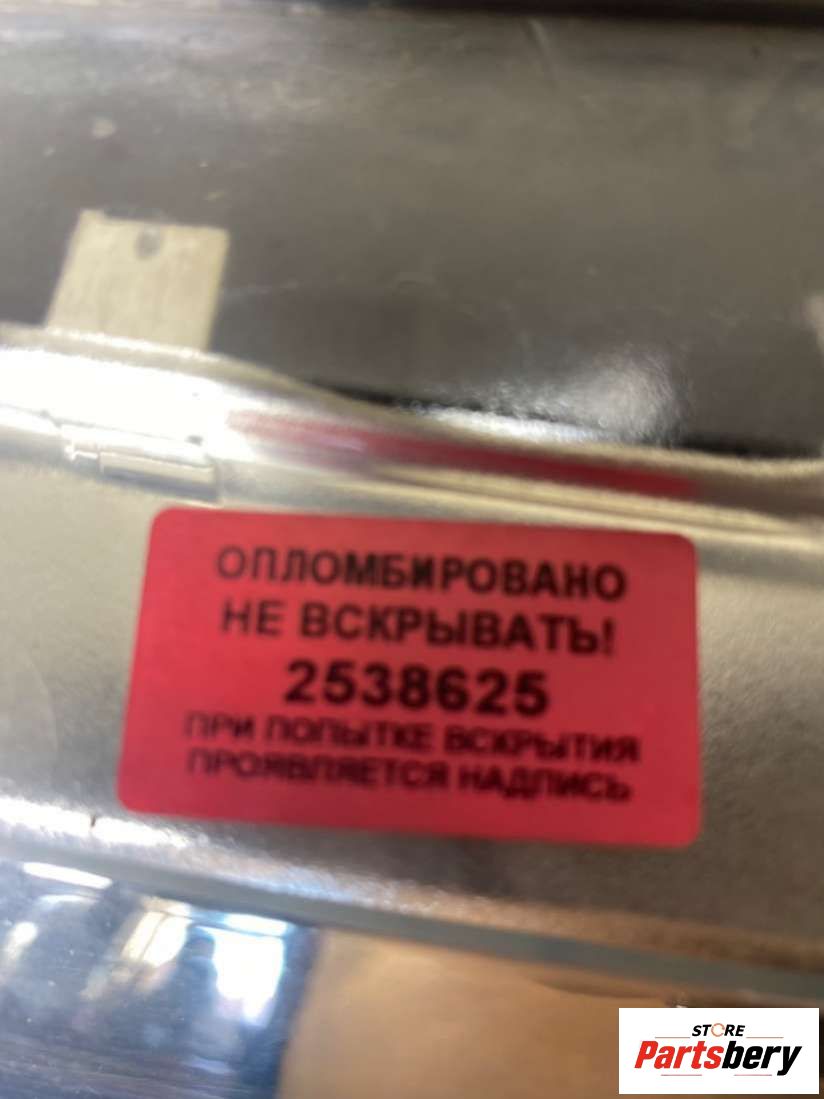 ОПЛОМБИРОВАНО
НЕ ВСКРЫВАТЬ!
2538625
ПРИ ПОПЫТКЕ ВСКРЫТИЯ
ПРОЯВЛЯЕТСЯ НАДПИСЬ
STORE
Partsbery